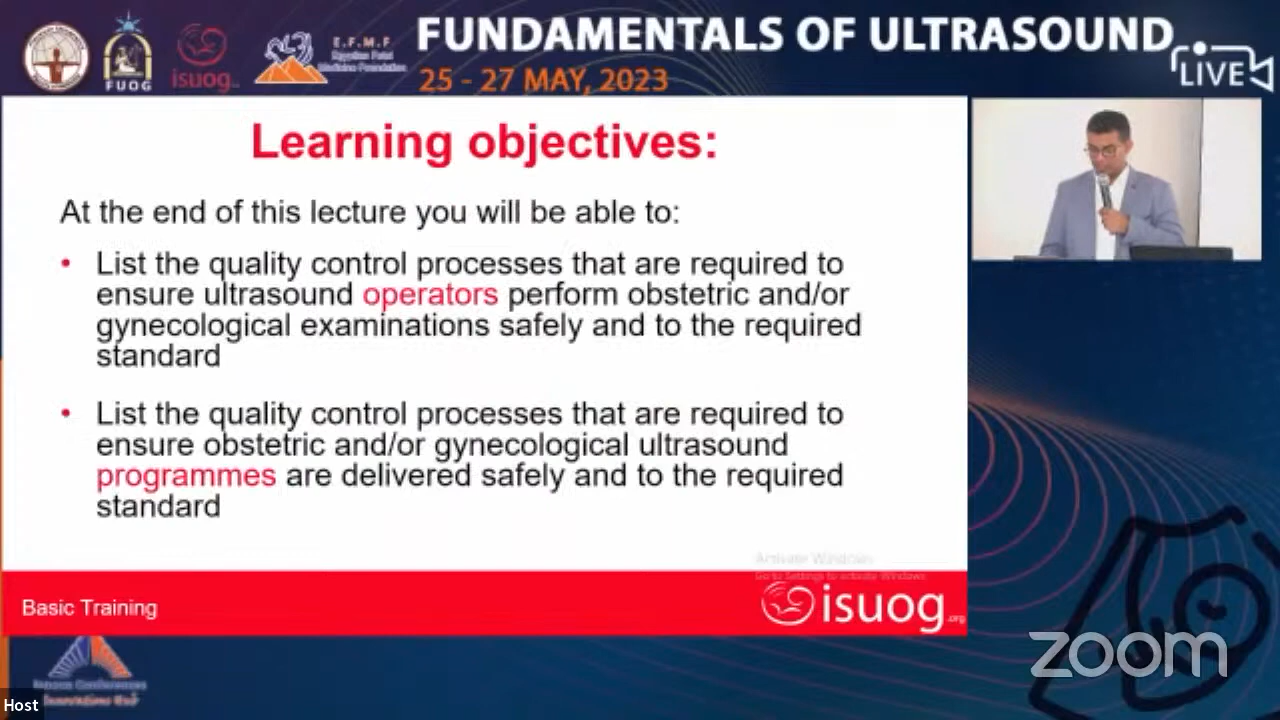 FUNDAMENTALS OF ULTRASOUND
25 - 27 MAY, 2023
LIVE
FUOG
isuog
E.F.M.F
Learning objectives:
At the end of this lecture you will be able to:
• List the quality control processes that are required to
ensure ultrasound operators perform obstetric and/or
gynecological examinations safely and to the required
standard
• List the quality control processes that are required to
ensure obstetric and/or gynecological ultrasound
programmes are delivered safely and to the required
standard
Activate Windows
Go to Settings to activate Windows
Basic Training
isuog.org
zoom
Host